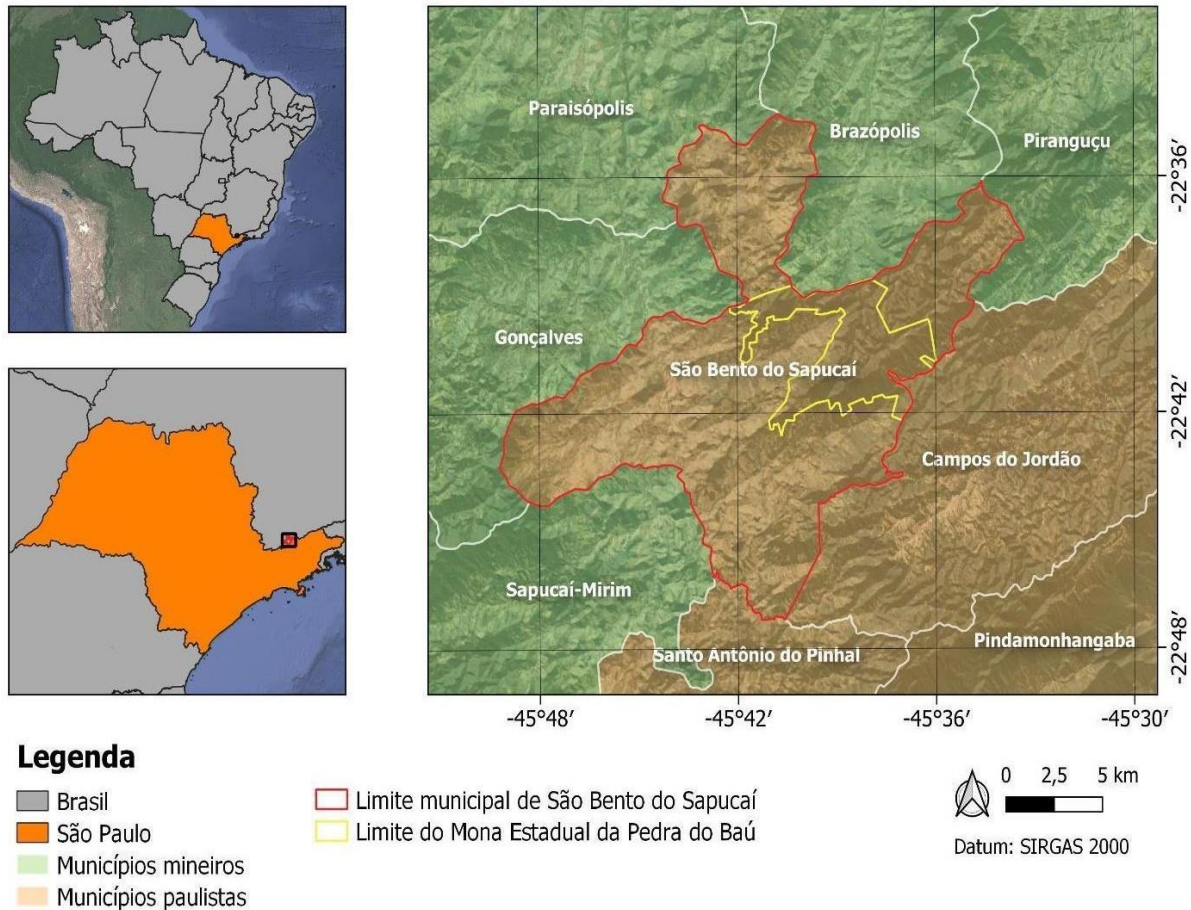 Paraisópolis
Brazópolis
Piranguçu
-22°36’
Gonçalves
São Bento do Sapucaí
-22°42’
Campos do Jordão
Sapucaí-Mirim
Pindamonhangaba
Santo Antônio do Pinhal
-22°48’
-45°48’ -45°42’ -45°36’ -45°30’
Legenda
Brasil
São Paulo
Municípios mineiros
Municípios paulistas
Limite municipal de São Bento do Sapucaí
Limite do Mona Estadual da Pedra do Baú
0 2,5 5 km
Datum: SIRGAS 2000